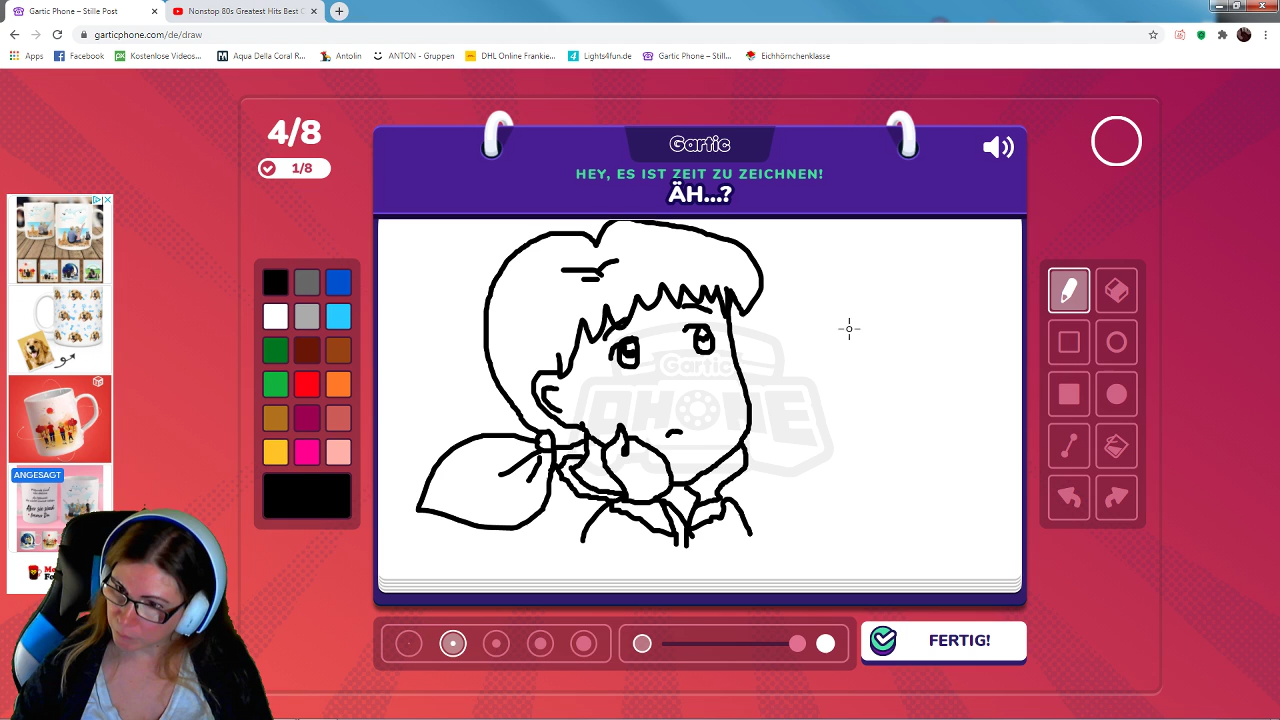 Gartic Phone – Stille Post
Nonstop 80s Greatest Hits Best
garticphone.com/de/draw
Apps
Facebook
Kostenlose Videos...
Aqua Della Coral R...
Antolin
ANTON - Gruppen
DHL Online Frankie...
Lights4fun.de
Gartic Phone – Still...
Eichhörnchenklasse
4/8
1/8
Gartic
HEY, ES IST ZEIT ZU ZEICHNEN!
ÄH...?
Gartic
PHONE
ANGESAGT
FERTIG!